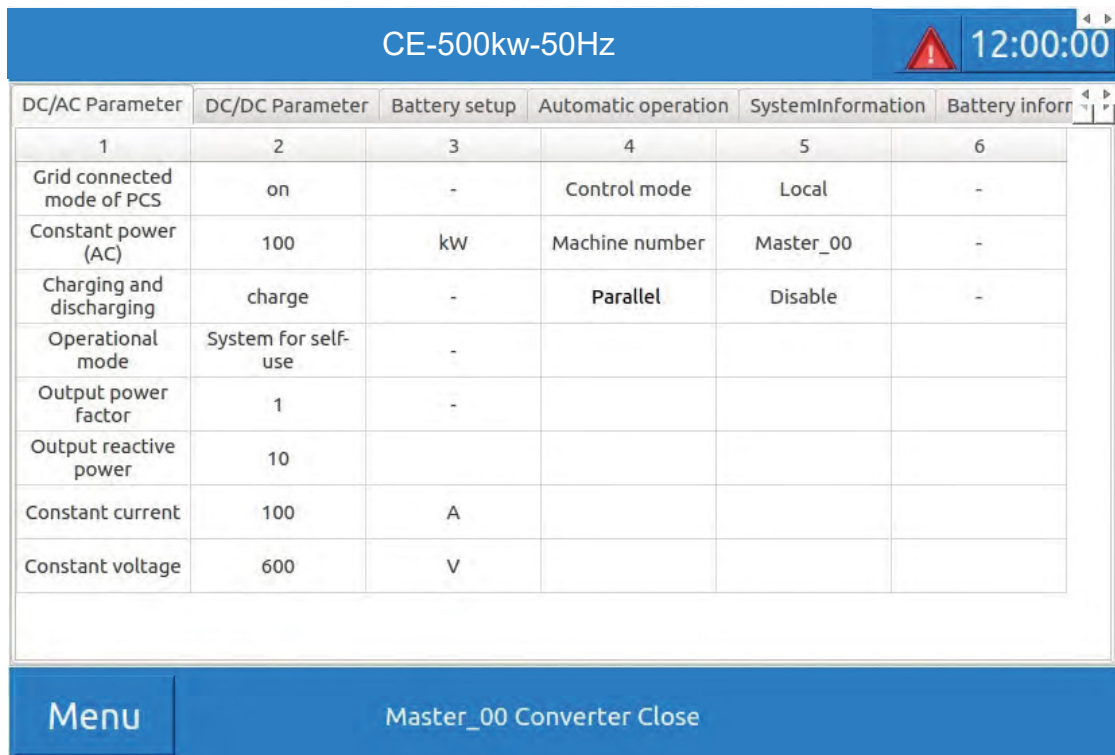 CE-500kw-50Hz
12:00:00
DC/AC Parameter DC/DC Parameter Battery setup Automatic operation SystemInformation Battery inforr
1 2 3 4 5 6
Grid connected
mode of PCS on - Control mode Local -
Constant power
(AC) 100 kW Machine number Master_00 -
Charging and
discharging charge - Parallel Disable -
Operational
mode System for self-
use -
Output power
factor 1 -
Output reactive
power 10
Constant current 100 A
Constant voltage 600 V
Menu Master_00 Converter Close